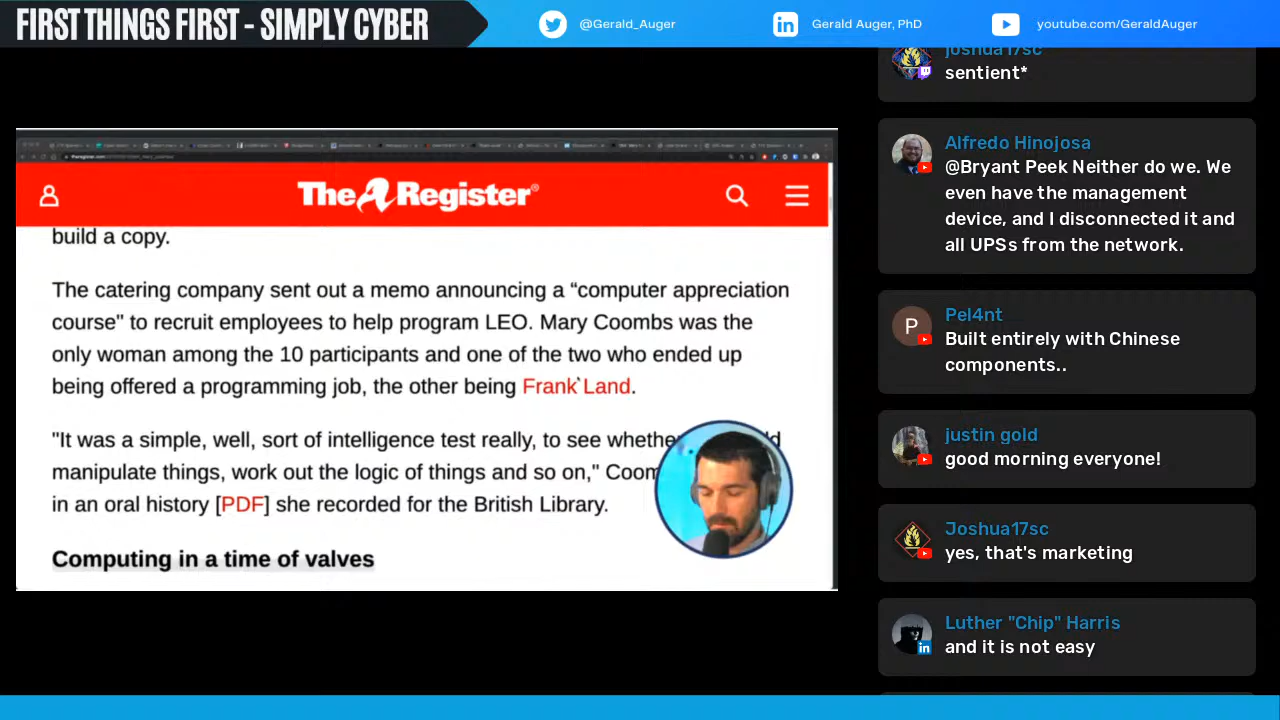 FIRST THINGS FIRST - SIMPLY CYBER
@Gerald_Auger
Gerald Auger, PhD
youtube.com/GeraldAuger
The Register®
build a copy.
The catering company sent out a memo announcing a “computer appreciation
course" to recruit employees to help program LEO. Mary Coombs was the
only woman among the 10 participants and one of the two who ended up
being offered a programming job, the other being Frank Land.
"It was a simple, well, sort of intelligence test really, to see
manipulate things, work out the logic of things and so on,"
in an oral history [PDF] she recorded for the British Library.
Computing in a time of valves
joshua17sc
sentient*
Alfredo Hinojosa
@Bryant Peek Neither do we. We
even have the management
device, and I disconnected it and
all UPSs from the network.
P
Pel4nt
Built entirely with Chinese
components..
justin gold
good morning everyone!
Joshua17sc
yes, that's marketing
Luther "Chip" Harris
and it is not easy